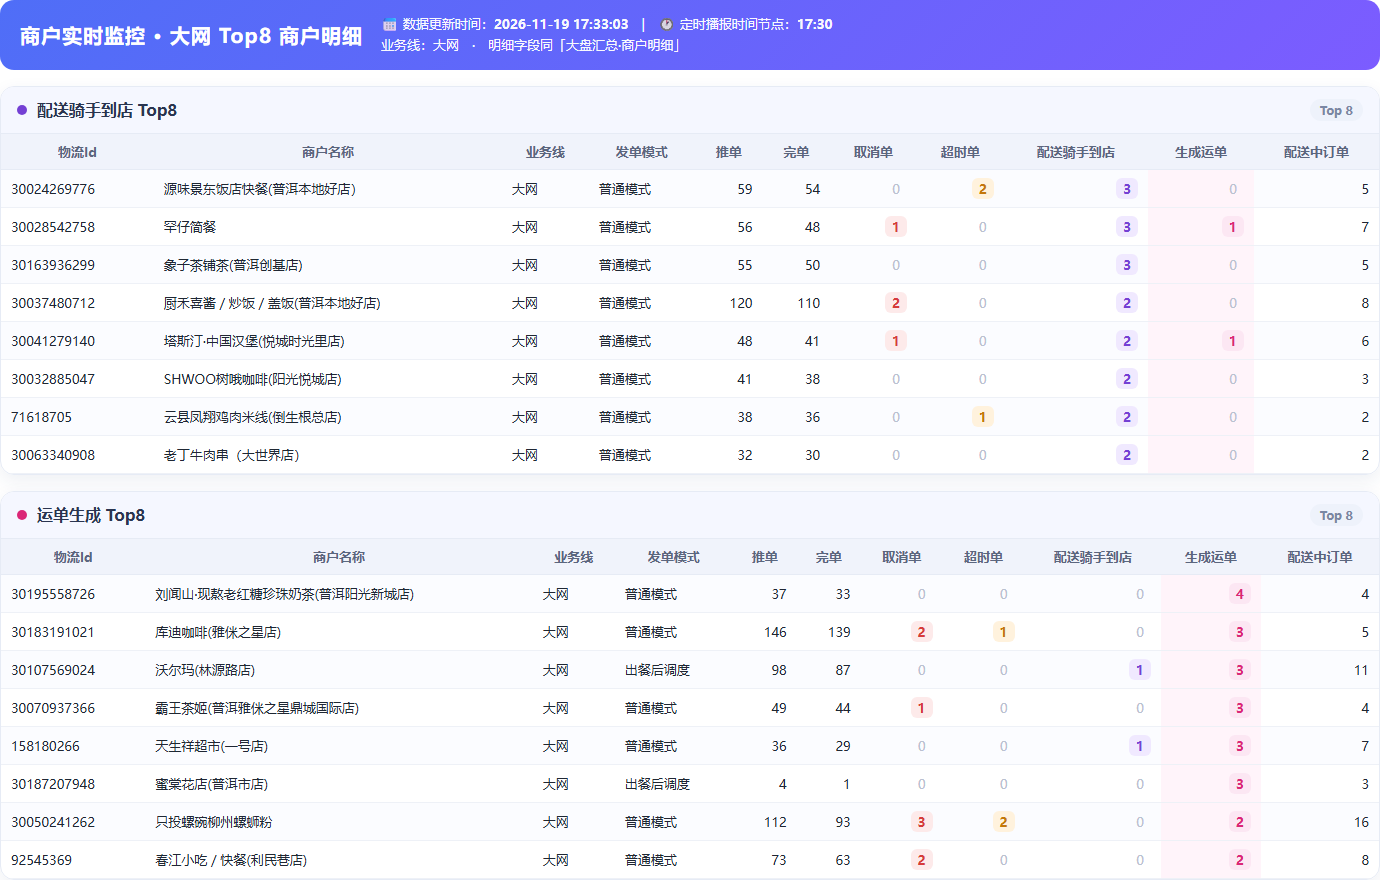 商户实时监控 · 大网 Top8 商户明细
数据更新时间：2026-11-19 17:33:03 | 定时播报时间节点：17:30
业务线：大网 · 明细字段同「大盘汇总·商户明细」
配送骑手到店 Top8 Top 8
物流Id 商户名称 业务线 发单模式 推单 完单 取消单 超时单 配送骑手到店 生成运单 配送中订单
30024269776 源味景东饭店快餐(普洱本地好店) 大网 普通模式 59 54 0 2 3 0 5
30028542758 罕仔简餐 大网 普通模式 56 48 1 0 3 1 7
30163936299 象子茶铺茶(普洱创基店) 大网 普通模式 55 50 0 0 3 0 5
30037480712 厨禾喜酱 / 炒饭 / 盖饭(普洱本地好店) 大网 普通模式 120 110 2 0 2 0 8
30041279140 塔斯汀·中国汉堡(悦城时光里店) 大网 普通模式 48 41 1 0 2 1 6
30032885047 SHWOO树哦咖啡(阳光悦城店) 大网 普通模式 41 38 0 0 2 0 3
71618705 云县凤翔鸡肉米线(倒生根总店) 大网 普通模式 38 36 0 1 2 0 2
30063340908 老丁牛肉串（大世界店） 大网 普通模式 32 30 0 0 2 0 2
运单生成 Top8 Top 8
物流Id 商户名称 业务线 发单模式 推单 完单 取消单 超时单 配送骑手到店 生成运单 配送中订单
30195558726 刘闻山·现熬老红糖珍珠奶茶(普洱阳光新城店) 大网 普通模式 37 33 0 0 0 4 4
30183191021 库迪咖啡(雅侎之星店) 大网 普通模式 146 139 2 1 0 3 5
30107569024 沃尔玛(林源路店) 大网 出餐后调度 98 87 0 0 1 3 11
30070937366 霸王茶姬(普洱雅侎之星鼎城国际店) 大网 普通模式 49 44 1 0 0 3 4
158180266 天生祥超市(一号店) 大网 普通模式 36 29 0 0 1 3 7
30187207948 蜜棠花店(普洱市店) 大网 出餐后调度 4 1 0 0 0 3 3
30050241262 只投螺碗柳州螺蛳粉 大网 普通模式 112 93 3 2 0 2 16
92545369 春江小吃 / 快餐(利民巷店) 大网 普通模式 73 63 2 0 0 2 8